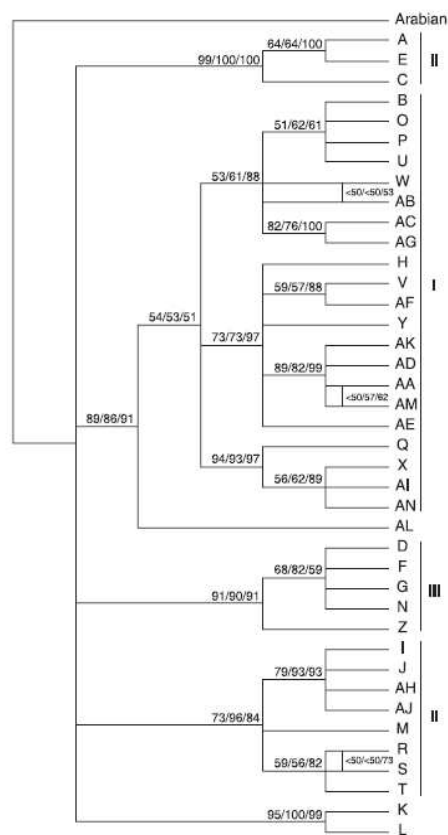 Arabian
A
64/64/100
E
99/100/100
II
C
B
51/62/61
O
P
U
53/61/88
W
<50/<50/53
AB
82/76/100
AC
AG
H
I
59/57/88
V
AF
54/53/51
Y
73/73/97
AK
89/82/99
AD
AA
<50/57/62
AM
89/86/91
AE
Q
94/93/97
X
56/62/89
AI
AN
AL
D
68/82/59
F
91/90/91
G
III
N
Z
I
79/93/93
J
AH
AJ
II
73/96/84
M
R
59/56/82
<50/<50/73
S
T
95/100/99
K
L